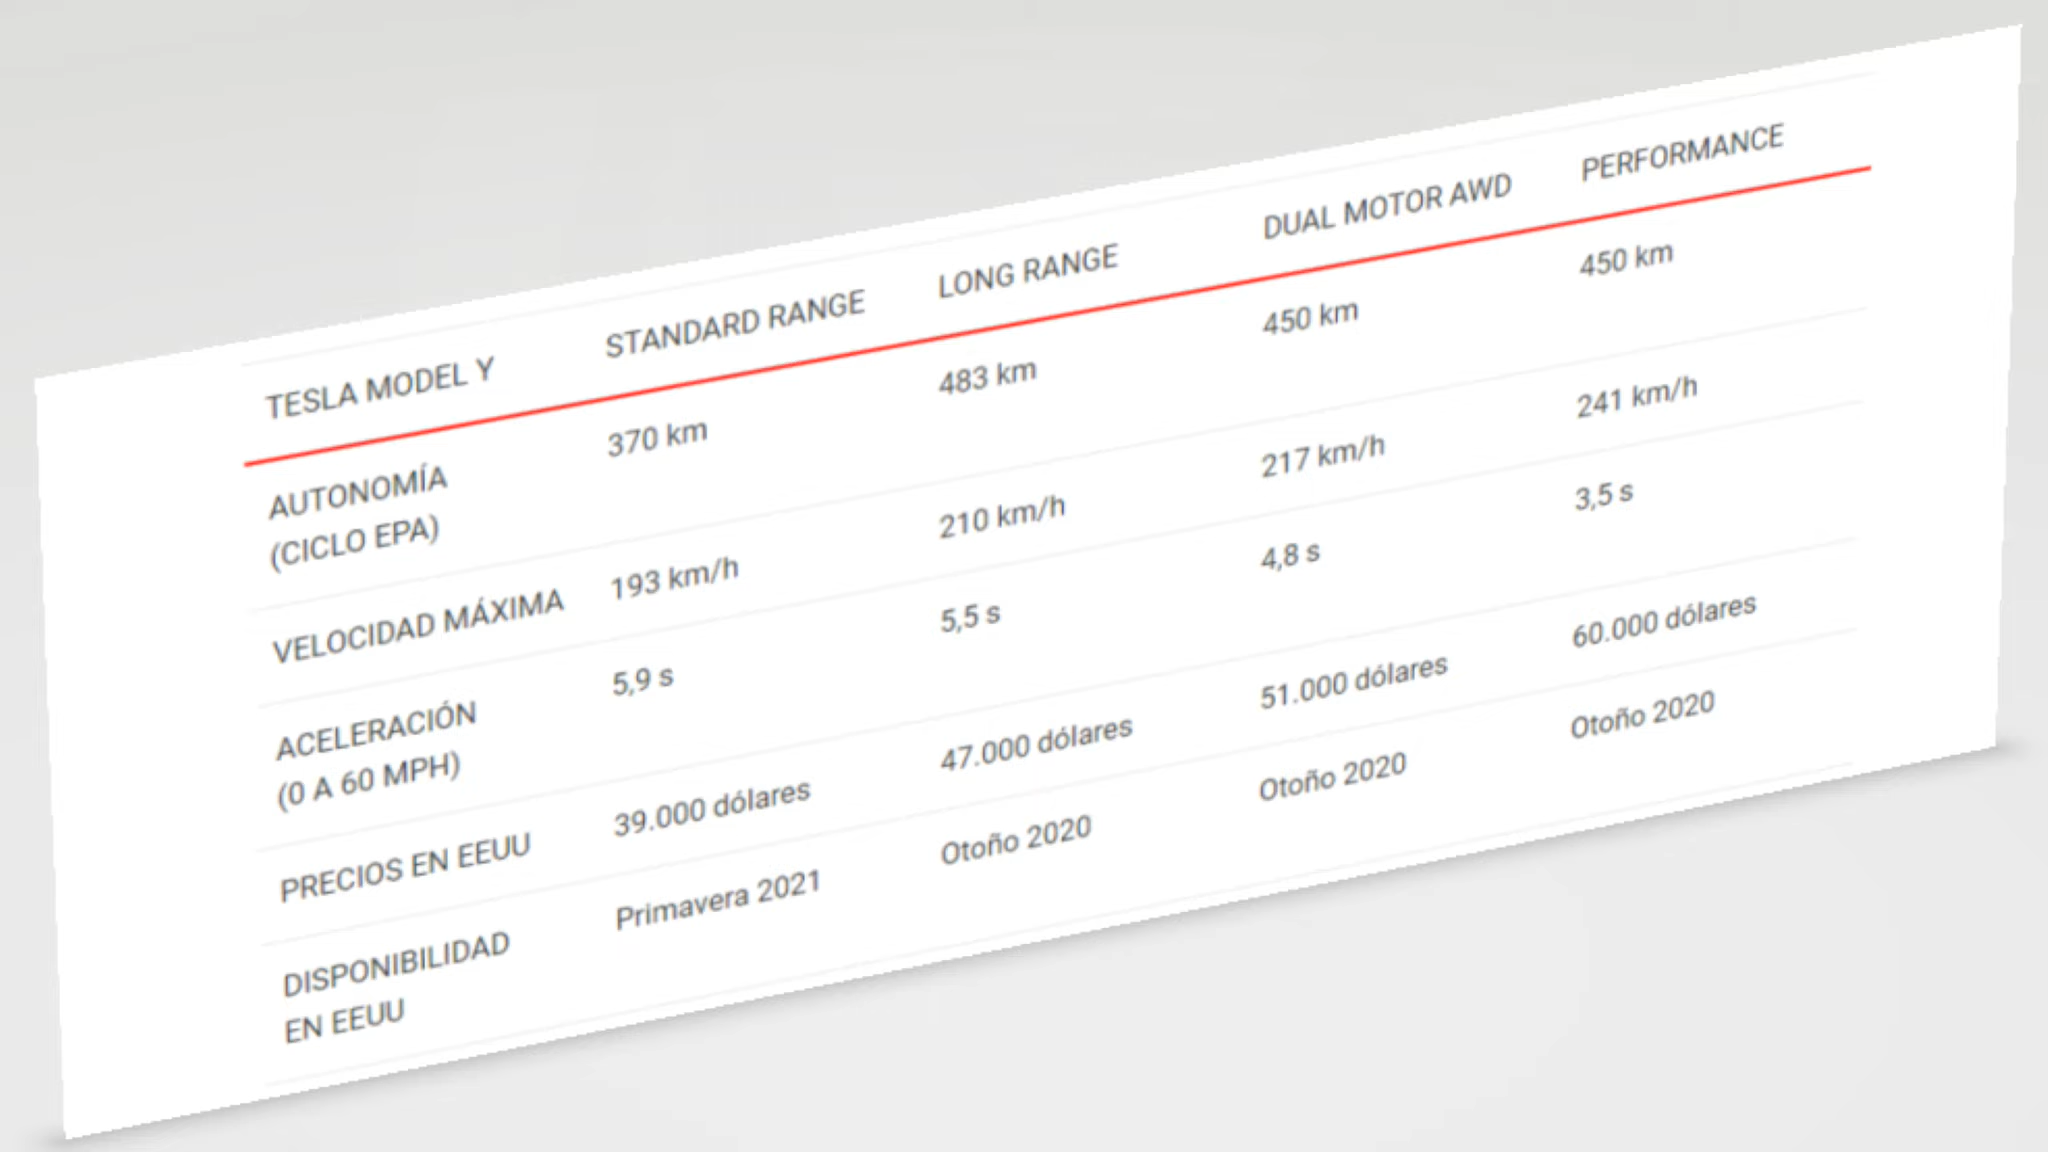 TESLA MODEL Y STANDARD RANGE LONG RANGE DUAL MOTOR AWD PERFORMANCE
AUTONOMÍA 370 km 483 km 450 km 450 km
(CICLO EPA)
VELOCIDAD MÁXIMA 193 km/h 210 km/h 217 km/h 241 km/h
ACELERACIÓN 5,9 s 5,5 s 4,8 s 3,5 s
(0 A 60 MPH)
PRECIOS EN EEUU 39.000 dólares 47.000 dólares 51.000 dólares 60.000 dólares
DISPONIBILIDAD Primavera 2021 Otoño 2020 Otoño 2020 Otoño 2020
EN EEUU